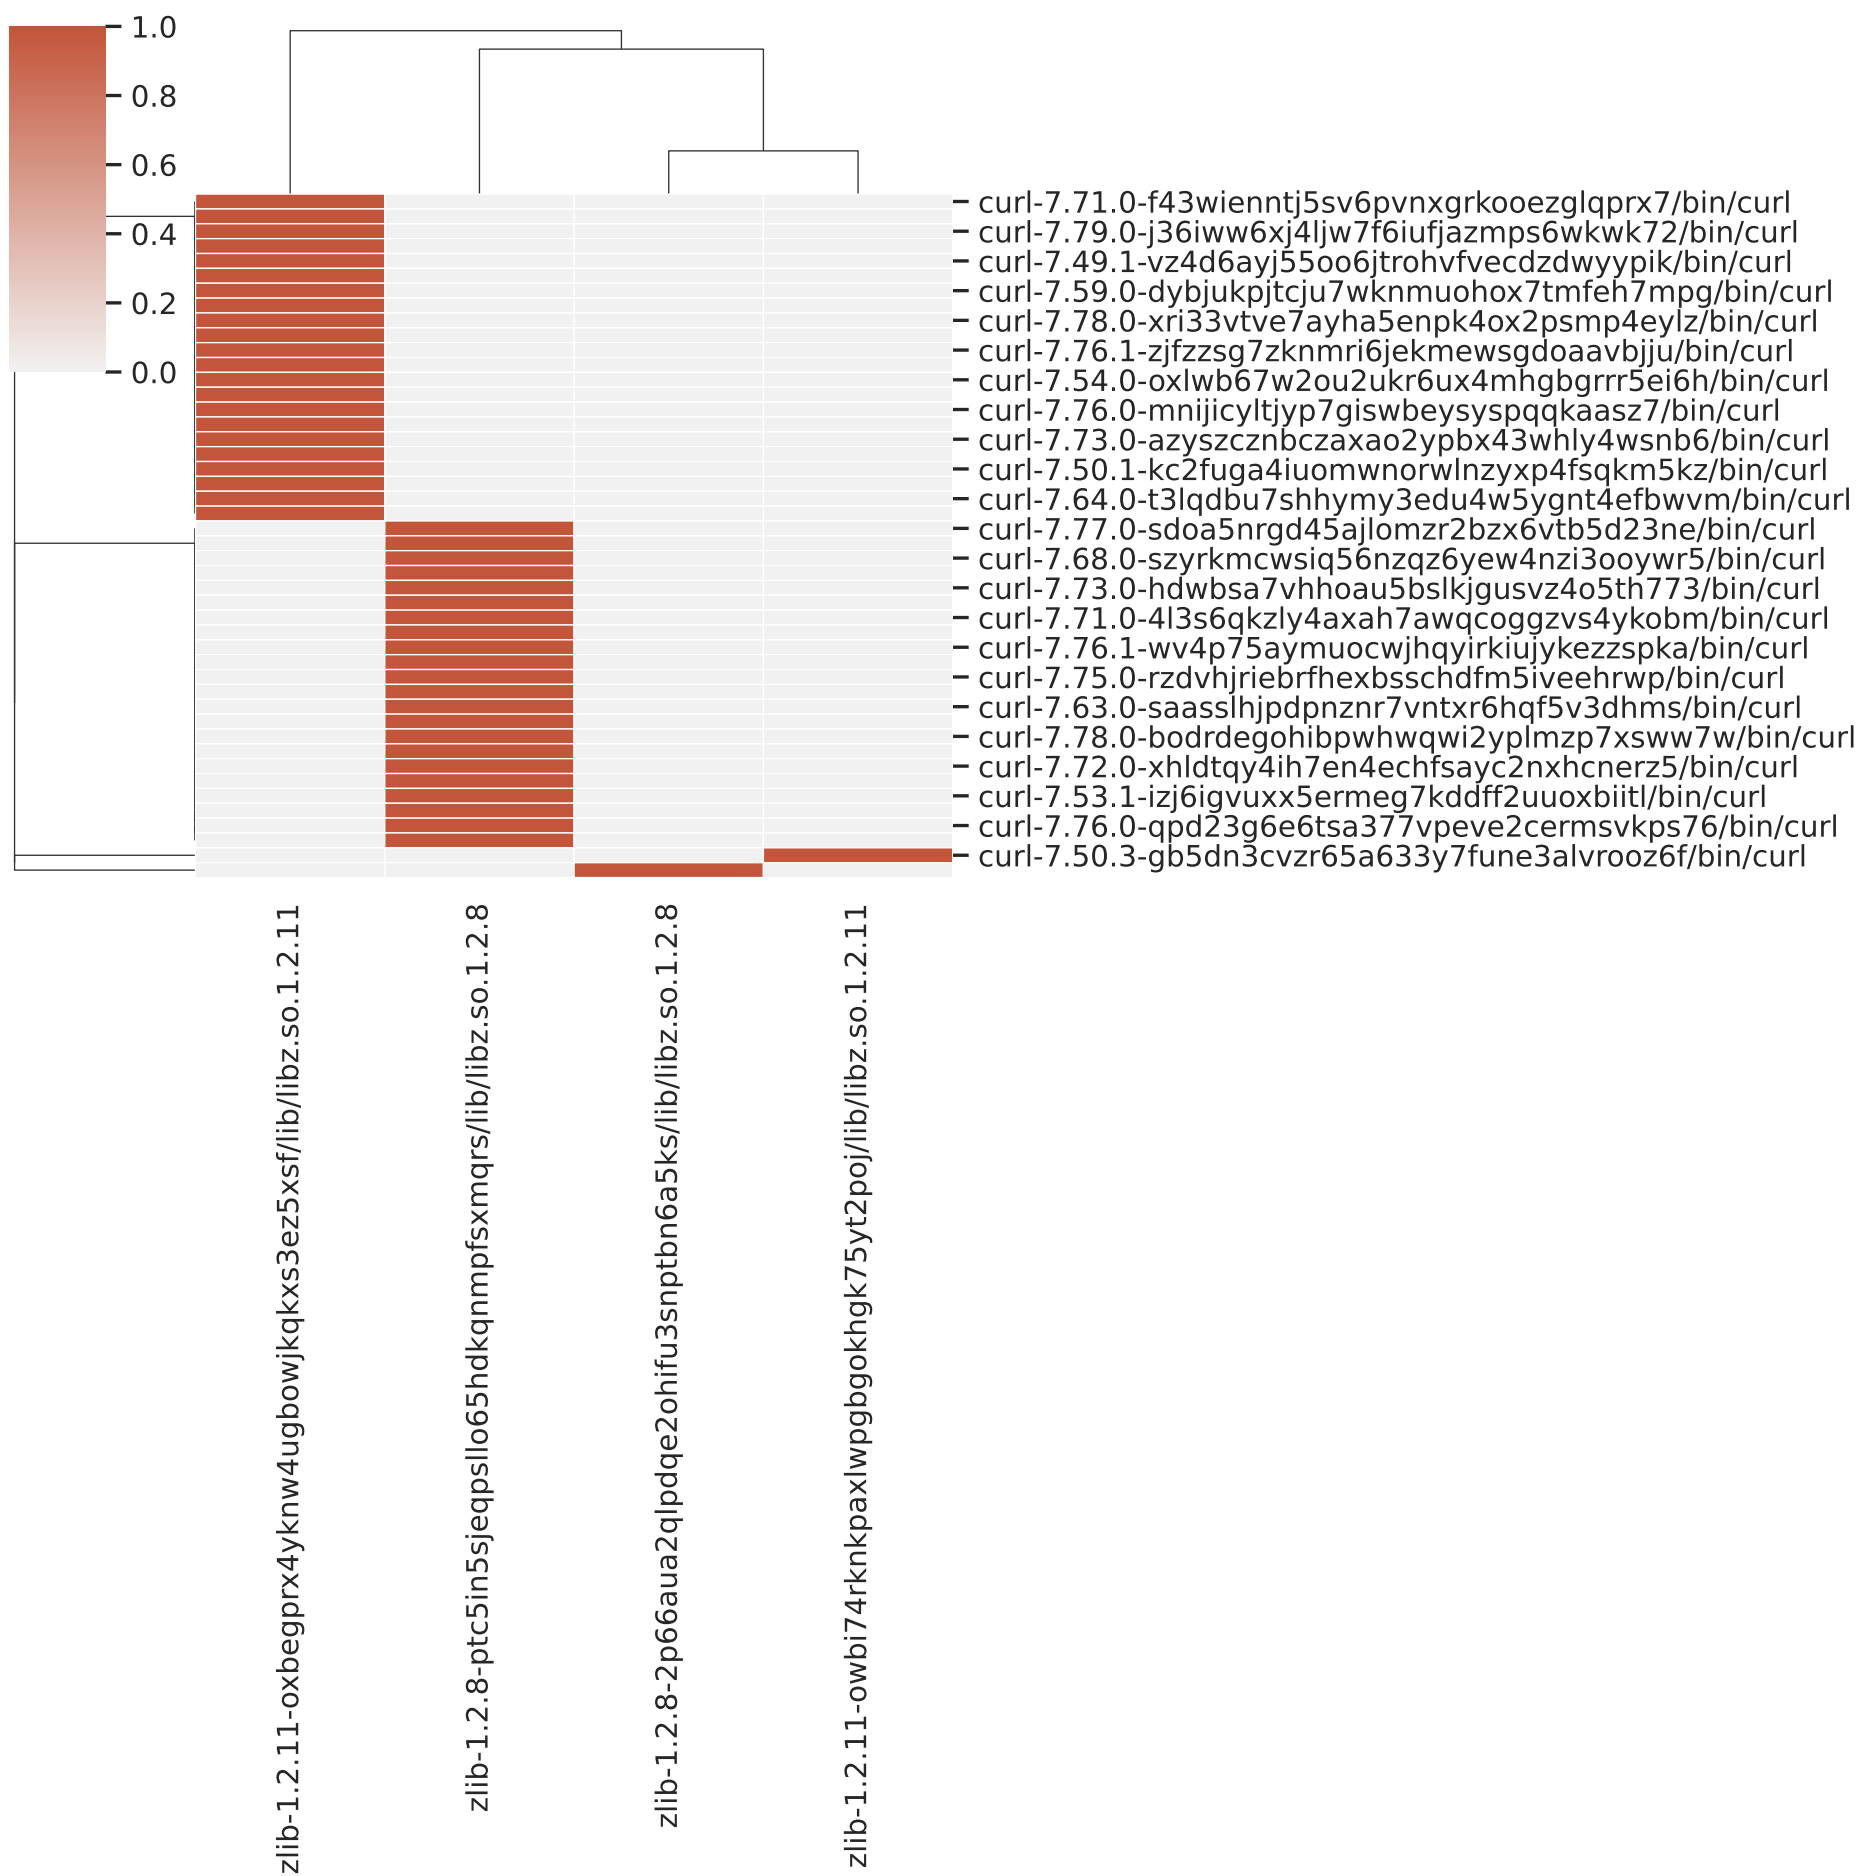 1.0
0.8
0.6
0.4
0.2
0.0
curl-7.71.0-f43wienntj5sv6pvnxgrkooezglqprx7/bin/curl
curl-7.79.0-j36iww6xj4ljw7f6iufjazmps6wkwk72/bin/curl
curl-7.49.1-vz4d6ayj55oo6jtrohvfvecdzdwyypik/bin/curl
curl-7.59.0-dybjukpjtcju7wknmuohox7tmfeh7mpg/bin/curl
curl-7.78.0-xri33vtve7ayha5enpk4ox2psmp4eylz/bin/curl
curl-7.76.1-zjfzzsg7zknmri6jekmewsgdoaavbjju/bin/curl
curl-7.54.0-oxlwb67w2ou2ukr6ux4mhgbgrrr5ei6h/bin/curl
curl-7.76.0-mnijicyltjyp7giswbeysyspqqkaasz7/bin/curl
curl-7.73.0-azyszcznbczaxao2ypbx43whly4wsnb6/bin/curl
curl-7.50.1-kc2fuga4iuomwnorwlnzyxp4fsqkm5kz/bin/curl
curl-7.64.0-t3lqdbu7shhymy3edu4w5ygnt4efbwvm/bin/curl
curl-7.77.0-sdoa5nrgd45ajlomzr2bzx6vtb5d23ne/bin/curl
curl-7.68.0-szyrkmcwsiq56nzqz6yew4nzi3ooywr5/bin/curl
curl-7.73.0-hdwbsa7vhhoau5bslkjgusvz4o5th773/bin/curl
curl-7.71.0-4l3s6qkzly4axah7awqcoggzvs4ykobm/bin/curl
curl-7.76.1-wv4p75aymuocwjhqyirkiujykezzspka/bin/curl
curl-7.75.0-rzdvhjriebrfhexbsschdfm5iveehrwp/bin/curl
curl-7.63.0-saasslhjpdpnznr7vntxr6hqf5v3dhms/bin/curl
curl-7.78.0-bodrdegohibpwhwqwi2yplmzp7xsww7w/bin/curl
curl-7.72.0-xhldtqy4ih7en4echfsayc2nxhcnerz5/bin/curl
curl-7.53.1-izj6igvuxx5ermeg7kddff2uuoxbiitl/bin/curl
curl-7.76.0-qpd23g6e6tsa377vpeve2cermsvkps76/bin/curl
curl-7.50.3-gb5dn3cvzr65a633y7fune3alvrooz6f/bin/curl
zlib-1.2.11-oxbegprx4yknw4ugbowjkqkxs3ez5xsf/lib/libz.so.1.2.11
zlib-1.2.8-ptc5in5sjeqpsllo65hdkqnmpfsxmqrs/lib/libz.so.1.2.8
zlib-1.2.8-2p66aua2qlpdqe2ohifu3snptbn6a5ks/lib/libz.so.1.2.8
zlib-1.2.11-owbi74rknkpaxlwpgbgokhgk75yt2poj/lib/libz.so.1.2.11